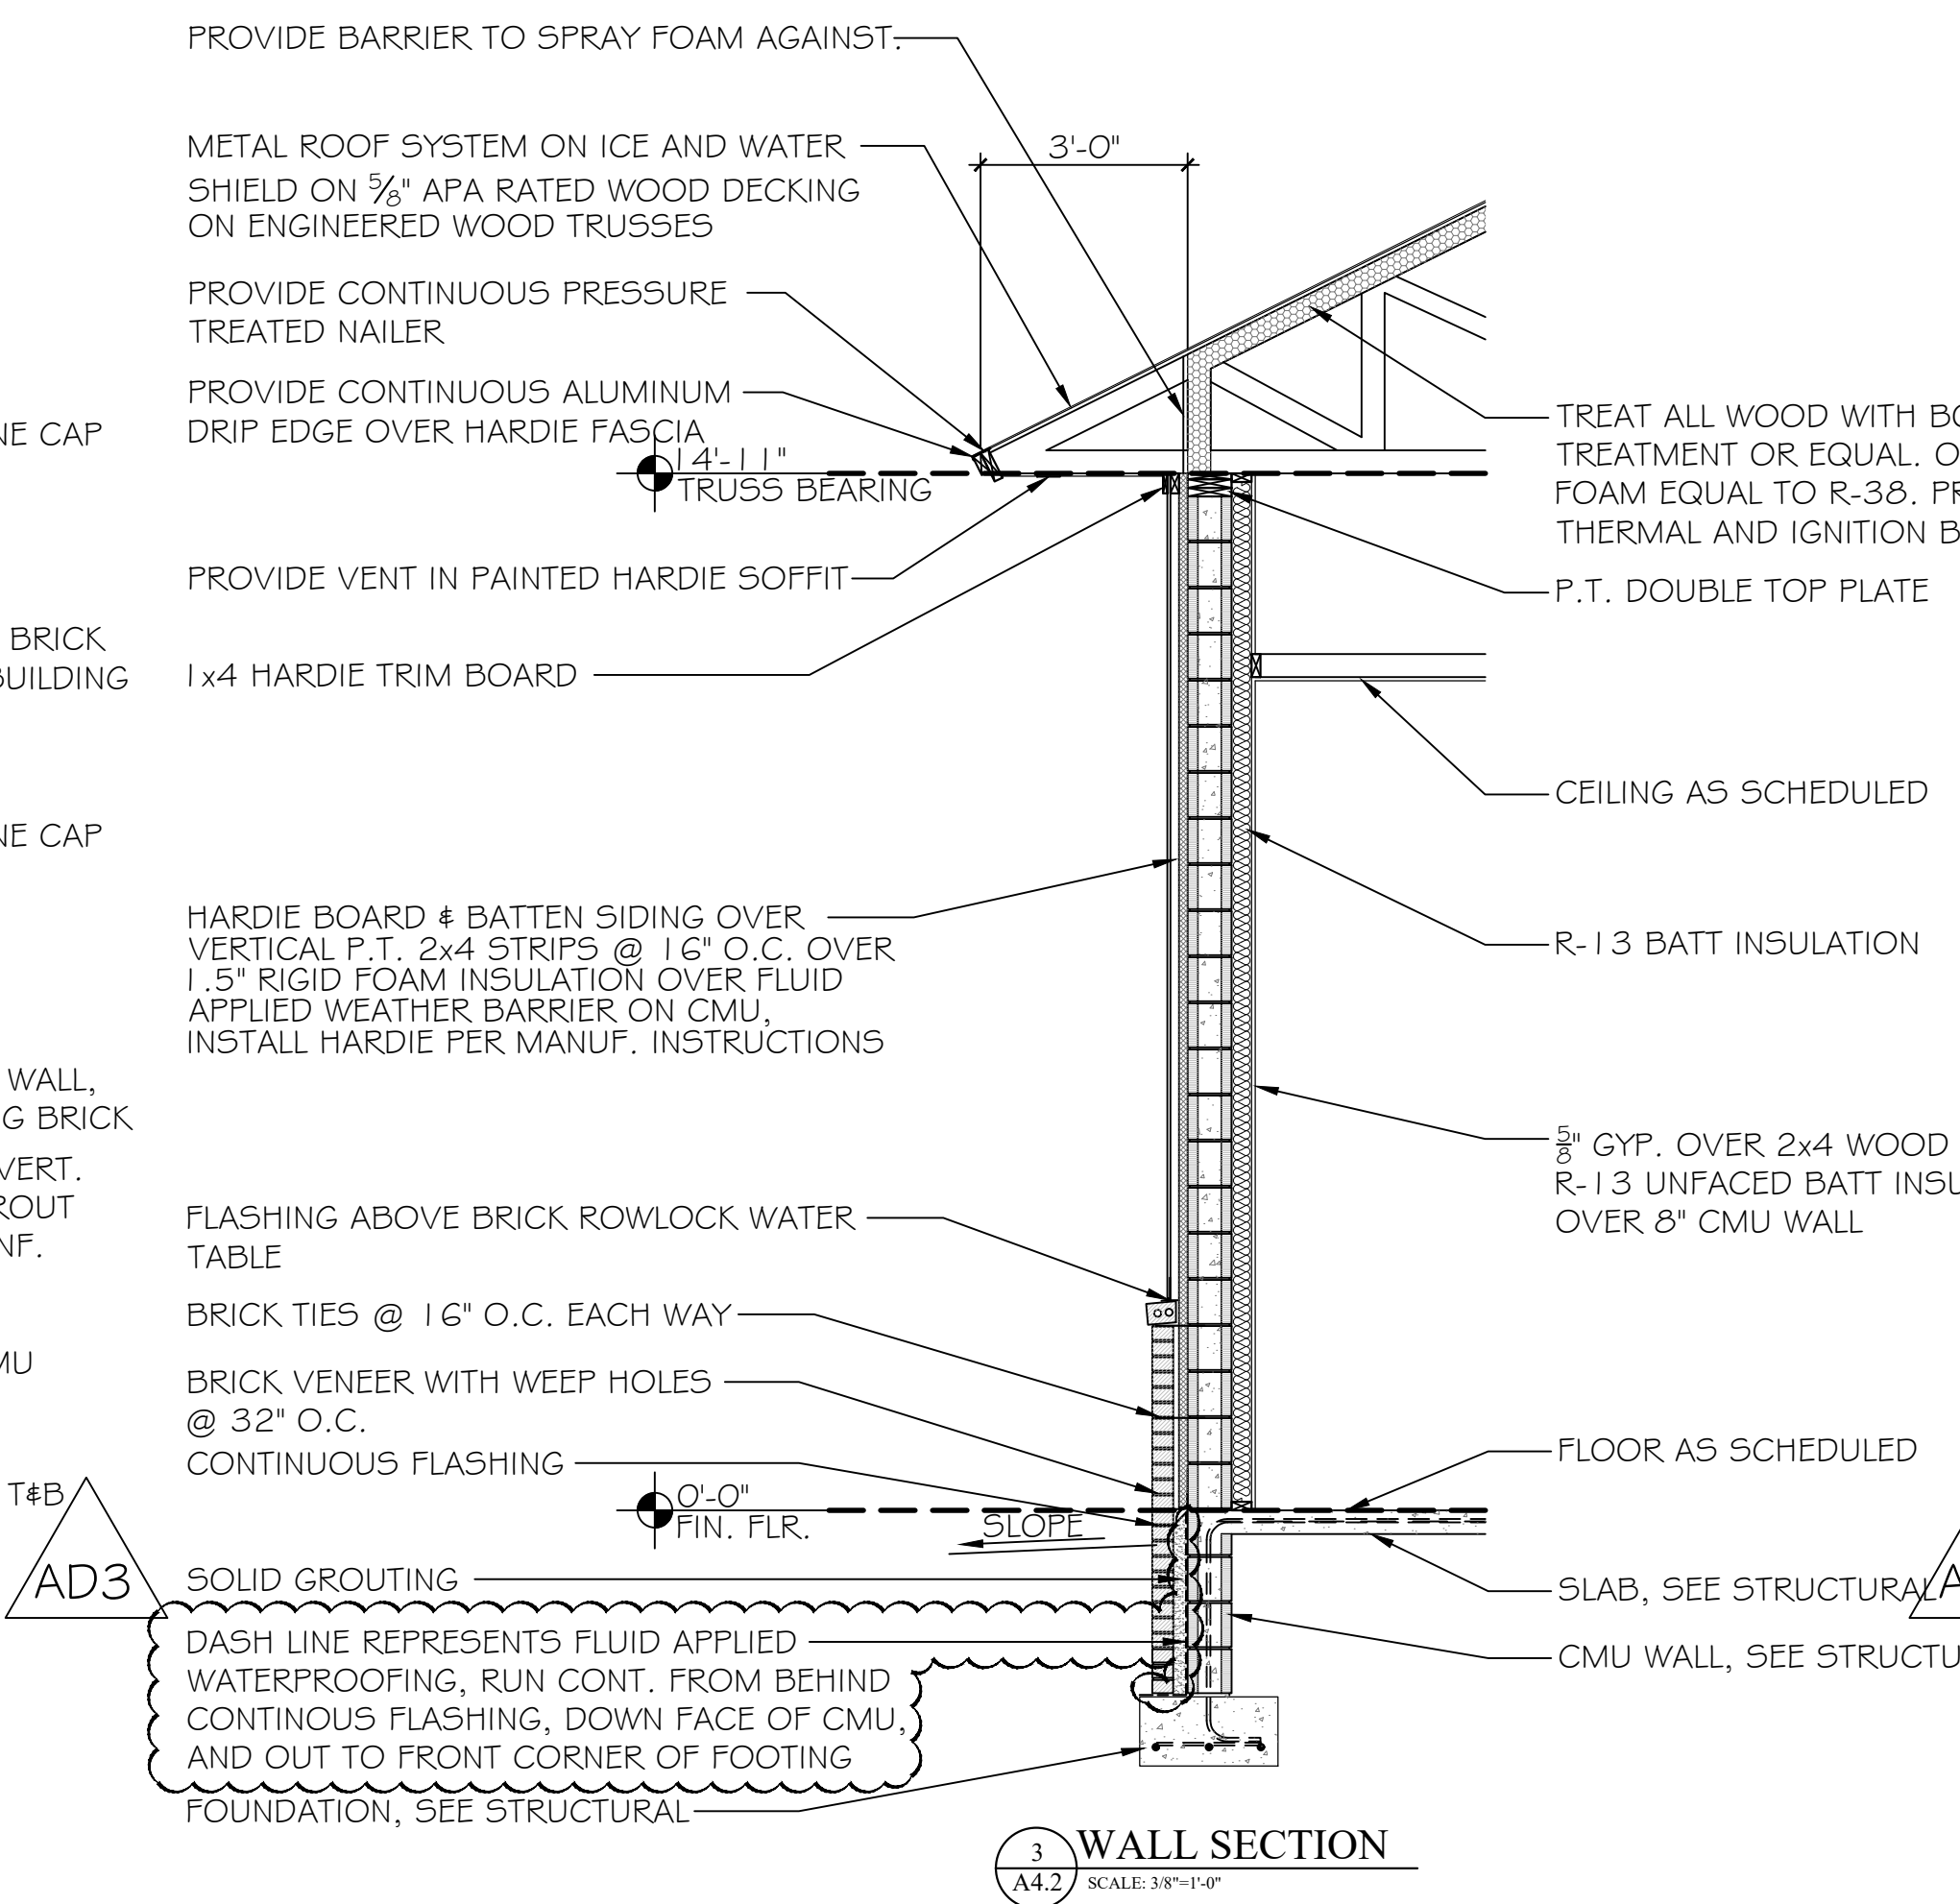 PROVIDE BARRIER TO SPRAY FOAM AGAINST.
METAL ROOF SYSTEM ON ICE AND WATER
SHIELD ON 5/8" APA RATED WOOD DECKING
ON ENGINEERED WOOD TRUSSES
3'-0"
PROVIDE CONTINUOUS PRESSURE
TREATED NAILER
PROVIDE CONTINUOUS ALUMINUM
DRIP EDGE OVER HARDIE FASCIA
14'-11"
TRUSS BEARING
PROVIDE VENT IN PAINTED HARDIE SOFFIT
1x4 HARDIE TRIM BOARD
HARDIE BOARD & BATTEN SIDING OVER
VERTICAL P.T. 2x4 STRIPS @ 16" O.C. OVER
1.5" RIGID FOAM INSULATION OVER FLUID
APPLIED WEATHER BARRIER ON CMU,
INSTALL HARDIE PER MANUF. INSTRUCTIONS
FLASHING ABOVE BRICK ROWLOCK WATER
TABLE
BRICK TIES @ 16" O.C. EACH WAY
BRICK VENEER WITH WEEP HOLES
@ 32" O.C.
CONTINUOUS FLASHING
0'-0"
FIN. FLR.
SLOPE
SOLID GROUTING
DASH LINE REPRESENTS FLUID APPLIED
WATERPROOFING, RUN CONT. FROM BEHIND
CONTINOUS FLASHING, DOWN FACE OF CMU,
AND OUT TO FRONT CORNER OF FOOTING
FOUNDATION, SEE STRUCTURAL
NE CAP
BRICK
BUILDING
NE CAP
WALL,
G BRICK
VERT.
ROUT
NF.
MU
T&B
AD3
TREAT ALL WOOD WITH BO
TREATMENT OR EQUAL. O
FOAM EQUAL TO R-38. PR
THERMAL AND IGNITION B
P.T. DOUBLE TOP PLATE
CEILING AS SCHEDULED
R-13 BATT INSULATION
5/8" GYP. OVER 2x4 WOOD
R-13 UNFACED BATT INSU
OVER 8" CMU WALL
FLOOR AS SCHEDULED
SLAB, SEE STRUCTURAL
A
CMU WALL, SEE STRUCTU
3
A4.2
WALL SECTION
SCALE: 3/8"=1'-0"